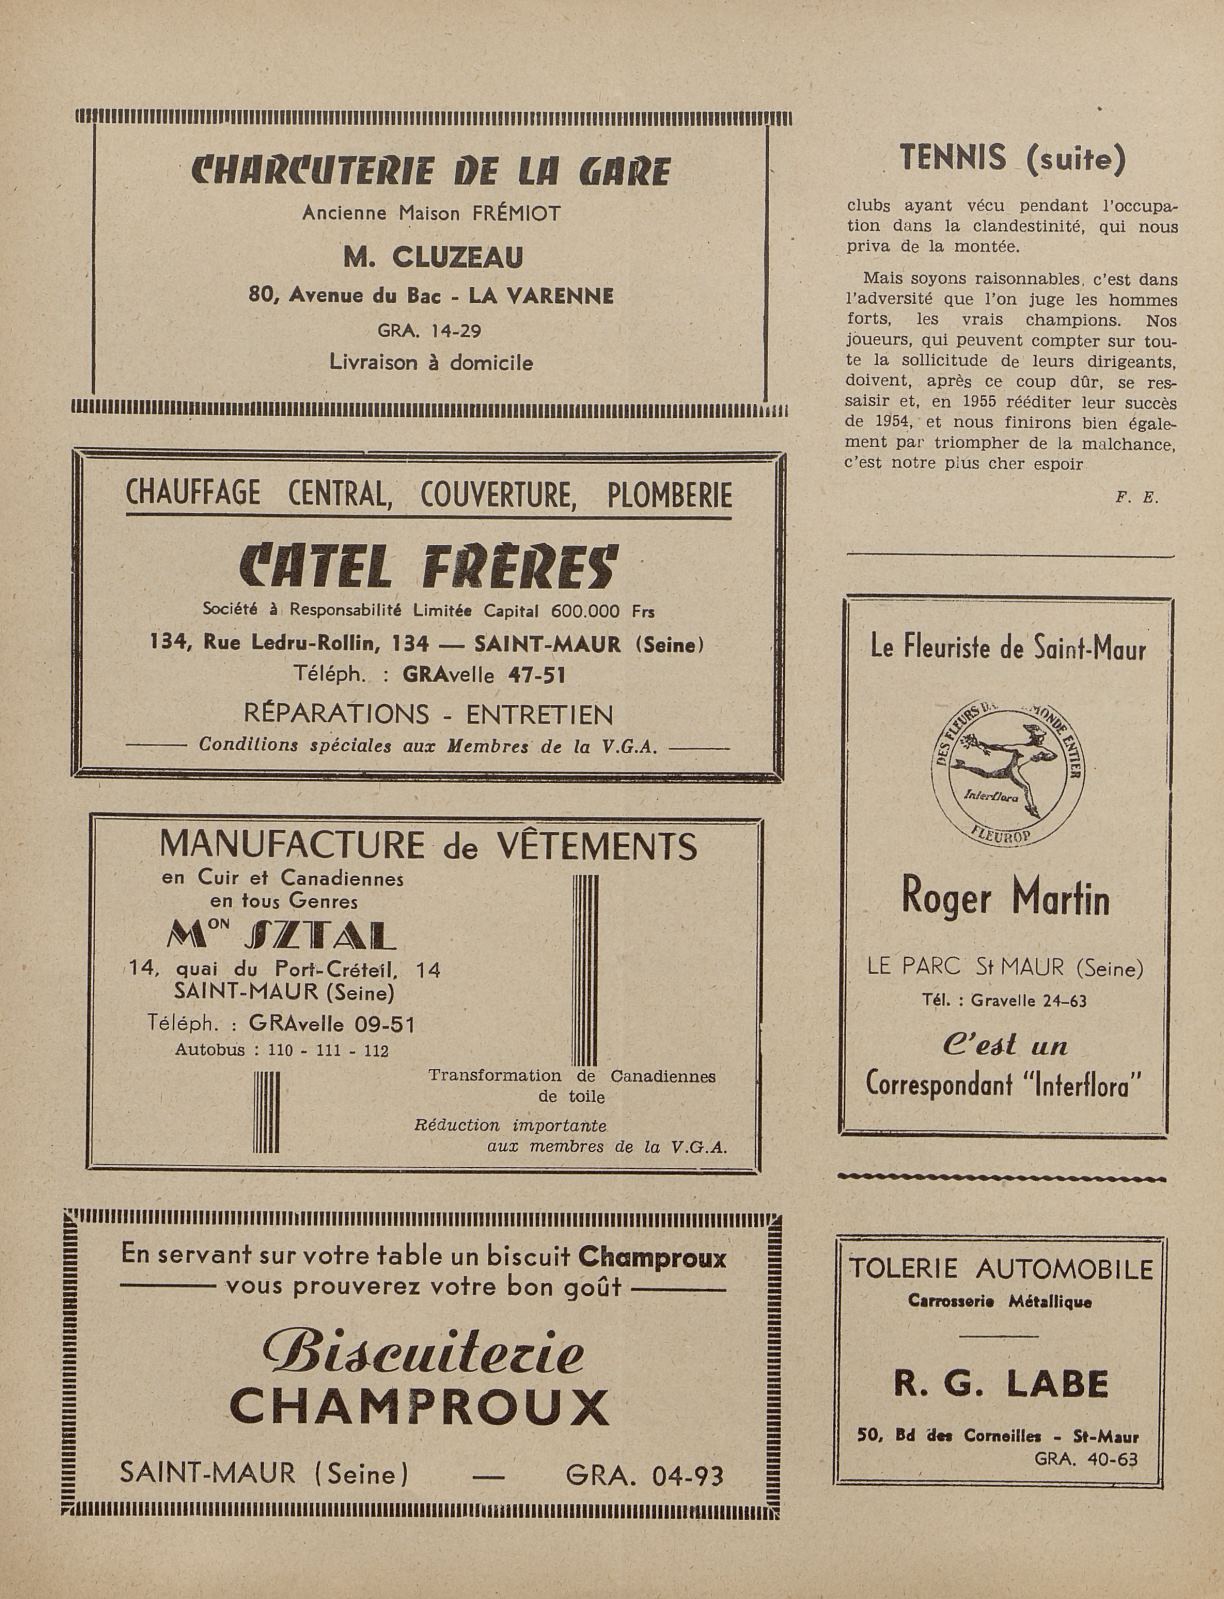 CHARCUTERIE DE LA GARE
Ancienne Maison FRÉMIOT
M. CLUZEAU
80, Avenue du Bac - LA VARENNE
GRA. 14-29
Livraison à domicile
CHAUFFAGE CENTRAL, COUVERTURE, PLOMBERIE
CATEL FRÈRES
Société à Responsabilité Limitée Capital 600.000 Frs
134, Rue Ledru-Rollin, 134 — SAINT-MAUR (Seine)
Téléph. : GRAvelle 47-51
RÉPARATIONS - ENTRETIEN
Conditions spéciales aux Membres de la V.G.A.
MANUFACTURE de VÊTEMENTS
en Cuir et Canadiennes
en tous Genres
MON SZTAL
14, quai du Port-Créteil, 14
SAINT-MAUR (Seine)
Téléph. : GRAvelle 09-51
Autobus : 110 - 111 - 112
Transformation de Canadiennes
de toile
Réduction importante
aux membres de la V.G.A.
En servant sur votre table un biscuit Champroux
vous prouverez votre bon goût
Biscuiterie
CHAMPROUX
SAINT-MAUR (Seine) — GRA. 04-93
TENNIS (suite)
clubs ayant vécu pendant l'occupa-
tion dans la clandestinité, qui nous
priva de la montée.
Mais soyons raisonnables, c'est dans
l'adversité que l'on juge les hommes
forts, les vrais champions. Nos
joueurs, qui peuvent compter sur tou-
te la sollicitude de leurs dirigeants,
doivent, après ce coup dûr, se res-
saisir et, en 1955 rééditer leur succès
de 1954, et nous finirons bien égale-
ment par triompher de la malchance,
c'est notre plus cher espoir
F. E.
Le Fleuriste de Saint-Maur
DES FLEURS DA MONDE ENTIER
Interflora
FLEUROP
Roger Martin
LE PARC St MAUR (Seine)
Tél. : Gravelle 24-63
C'est un
Correspondant "Interflora"
TOLERIE AUTOMOBILE
Carrosserie Métallique
R. G. LABE
50, Bd des Corneilles - St-Maur
GRA. 40-63